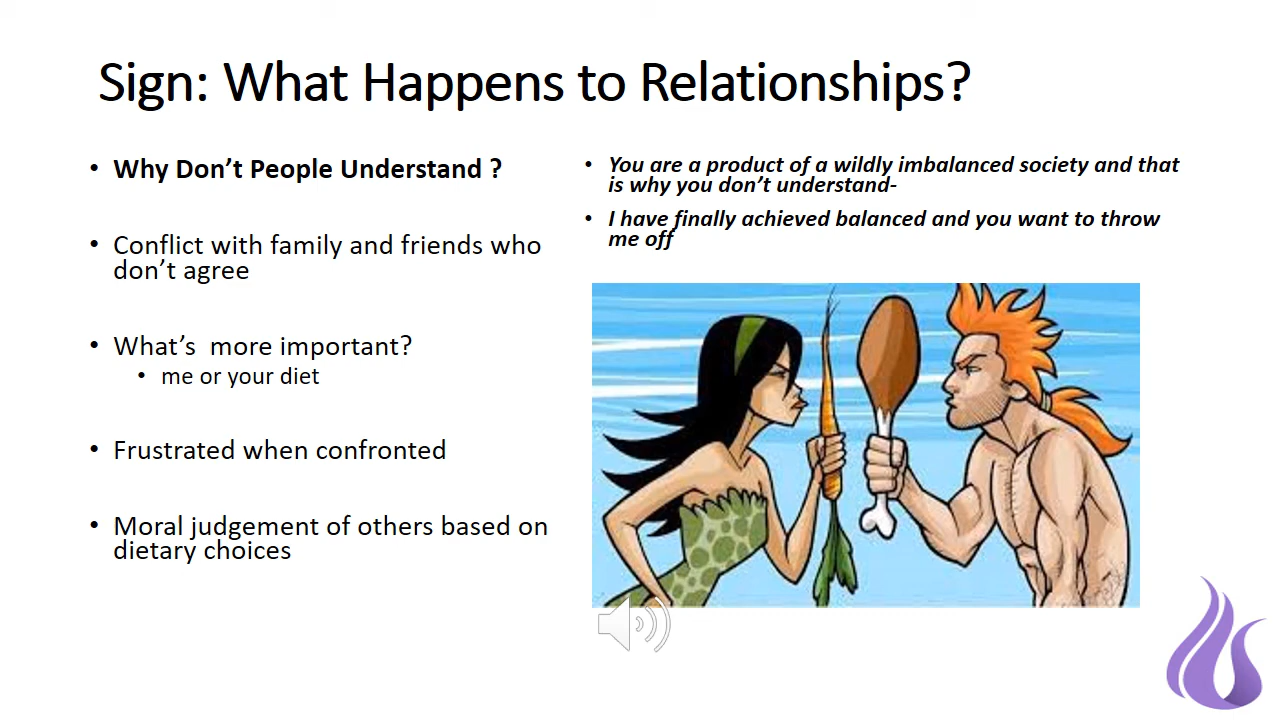 Sign: What Happens to Relationships?
• Why Don’t People Understand ?
• Conflict with family and friends who
don’t agree
• What’s  more important?
• me or your diet
• Frustrated when confronted
• Moral judgement of others based on
dietary choices
• You are a product of a wildly imbalanced society and that
is why you don’t understand-
• I have finally achieved balanced and you want to throw
me off